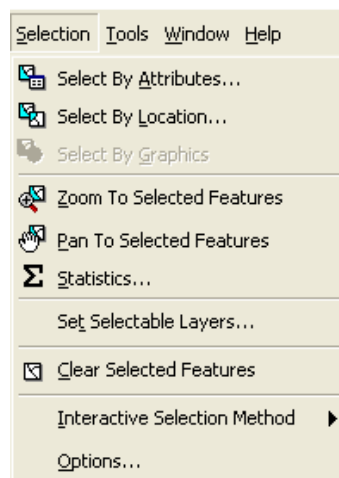 Selection Tools Window Help
Select By Attributes...
Select By Location...
Select By Graphics
Zoom To Selected Features
Pan To Selected Features
Σ Statistics...
Set Selectable Layers...
Clear Selected Features
Interactive Selection Method
Options...